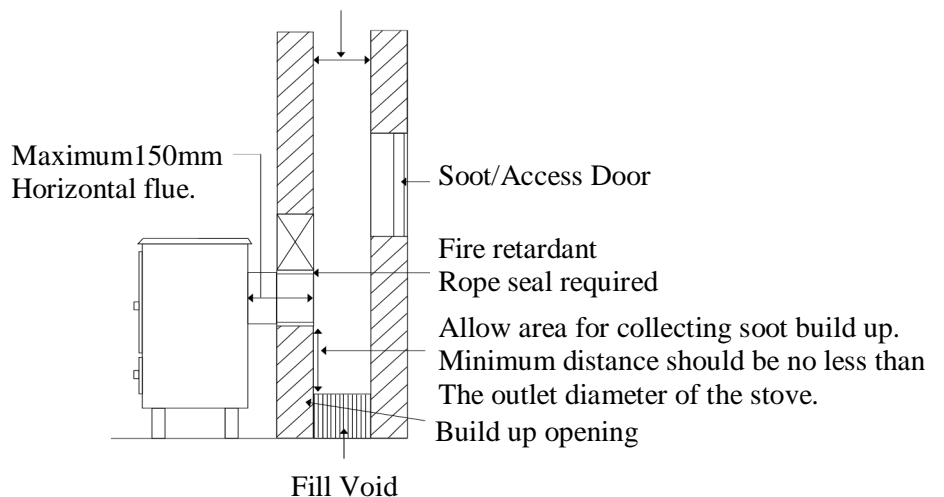 Maximum150mm
Horizontal flue.
Soot/Access Door
Fire retardant
Rope seal required
Allow area for collecting soot build up.
Minimum distance should be no less than
The outlet diameter of the stove.
Build up opening
Fill Void